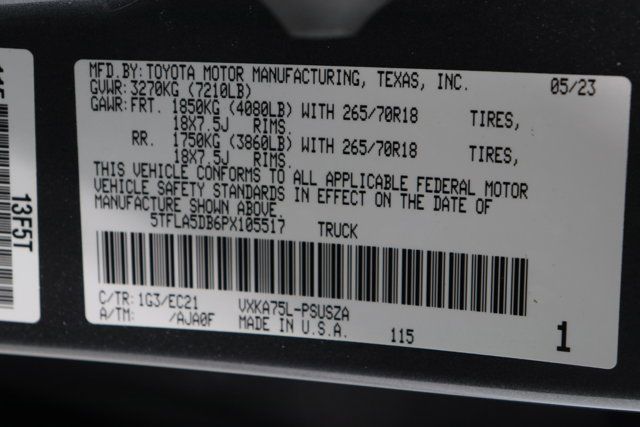 MFD.BY:TOYOTA MOTOR MANUFACTURING, TEXAS, INC. 05/23
GVWR:3270KG (7210LB)
GAWR:FRT. 1850KG (4080LB) WITH 265/70R18 TIRES,
18X7.5J RIMS.
RR. 1750KG (3860LB) WITH 265/70R18 TIRES,
18X7.5J RIMS.
THIS VEHICLE CONFORMS TO ALL APPLICABLE FEDERAL MOTOR
VEHICLE SAFETY STANDARDS IN EFFECT ON THE DATE OF
MANUFACTURE SHOWN ABOVE.
5TFLA5DB6PX105517 TRUCK
C/TR: 1G3/EC21 VXKA75L-PSUSZA
A/TM: /AJA0F MADE IN U.S.A. 115 1
13F5T